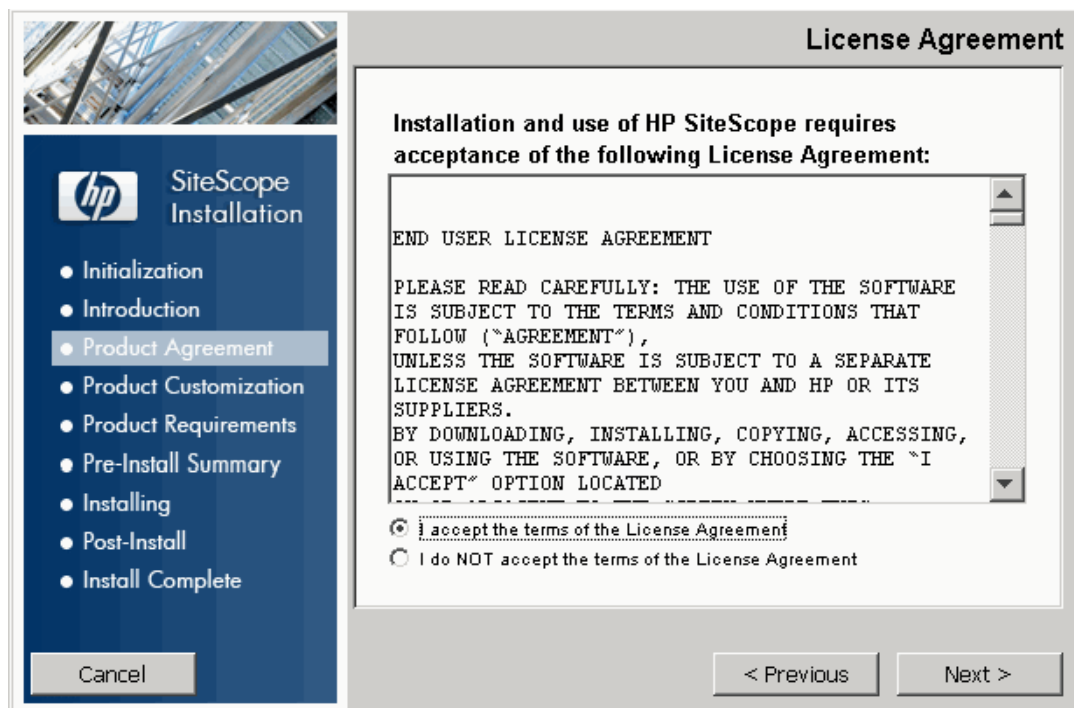 License Agreement
hp
SiteScope
Installation
Initialization
Introduction
Product Agreement
Product Customization
Product Requirements
Pre-Install Summary
Installing
Post-Install
Install Complete
Installation and use of HP SiteScope requires
acceptance of the following License Agreement:
END USER LICENSE AGREEMENT
PLEASE READ CAREFULLY: THE USE OF THE SOFTWARE
IS SUBJECT TO THE TERMS AND CONDITIONS THAT
FOLLOW (“AGREEMENT”),
UNLESS THE SOFTWARE IS SUBJECT TO A SEPARATE
LICENSE AGREEMENT BETWEEN YOU AND HP OR ITS
SUPPLIERS.
BY DOWNLOADING, INSTALLING, COPYING, ACCESSING,
OR USING THE SOFTWARE, OR BY CHOOSING THE “I
ACCEPT” OPTION LOCATED
I accept the terms of the License Agreement
I do NOT accept the terms of the License Agreement
Cancel
< Previous
Next >